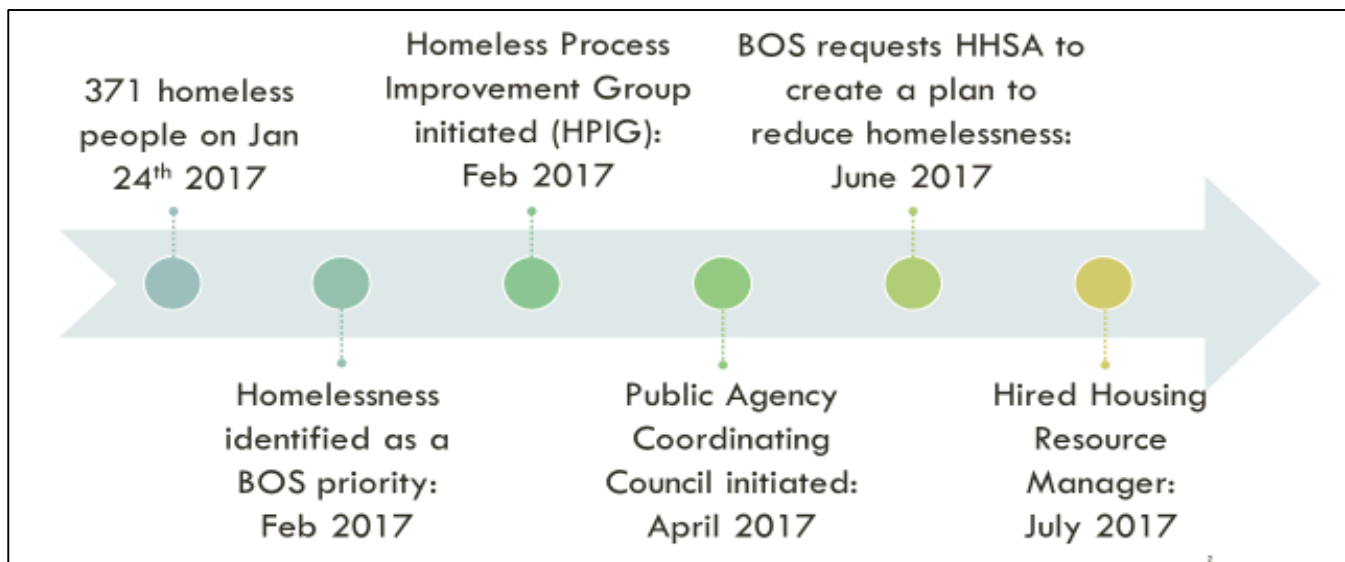 371 homeless
people on Jan
24th 2017
Homelessness
identified as a
BOS priority:
Feb 2017
Homeless Process
Improvement Group
initiated (HPIG):
Feb 2017
Public Agency
Coordinating
Council initiated:
April 2017
BOS requests HHSA to
create a plan to
reduce homelessness:
June 2017
Hired Housing
Resource
Manager:
July 2017
2